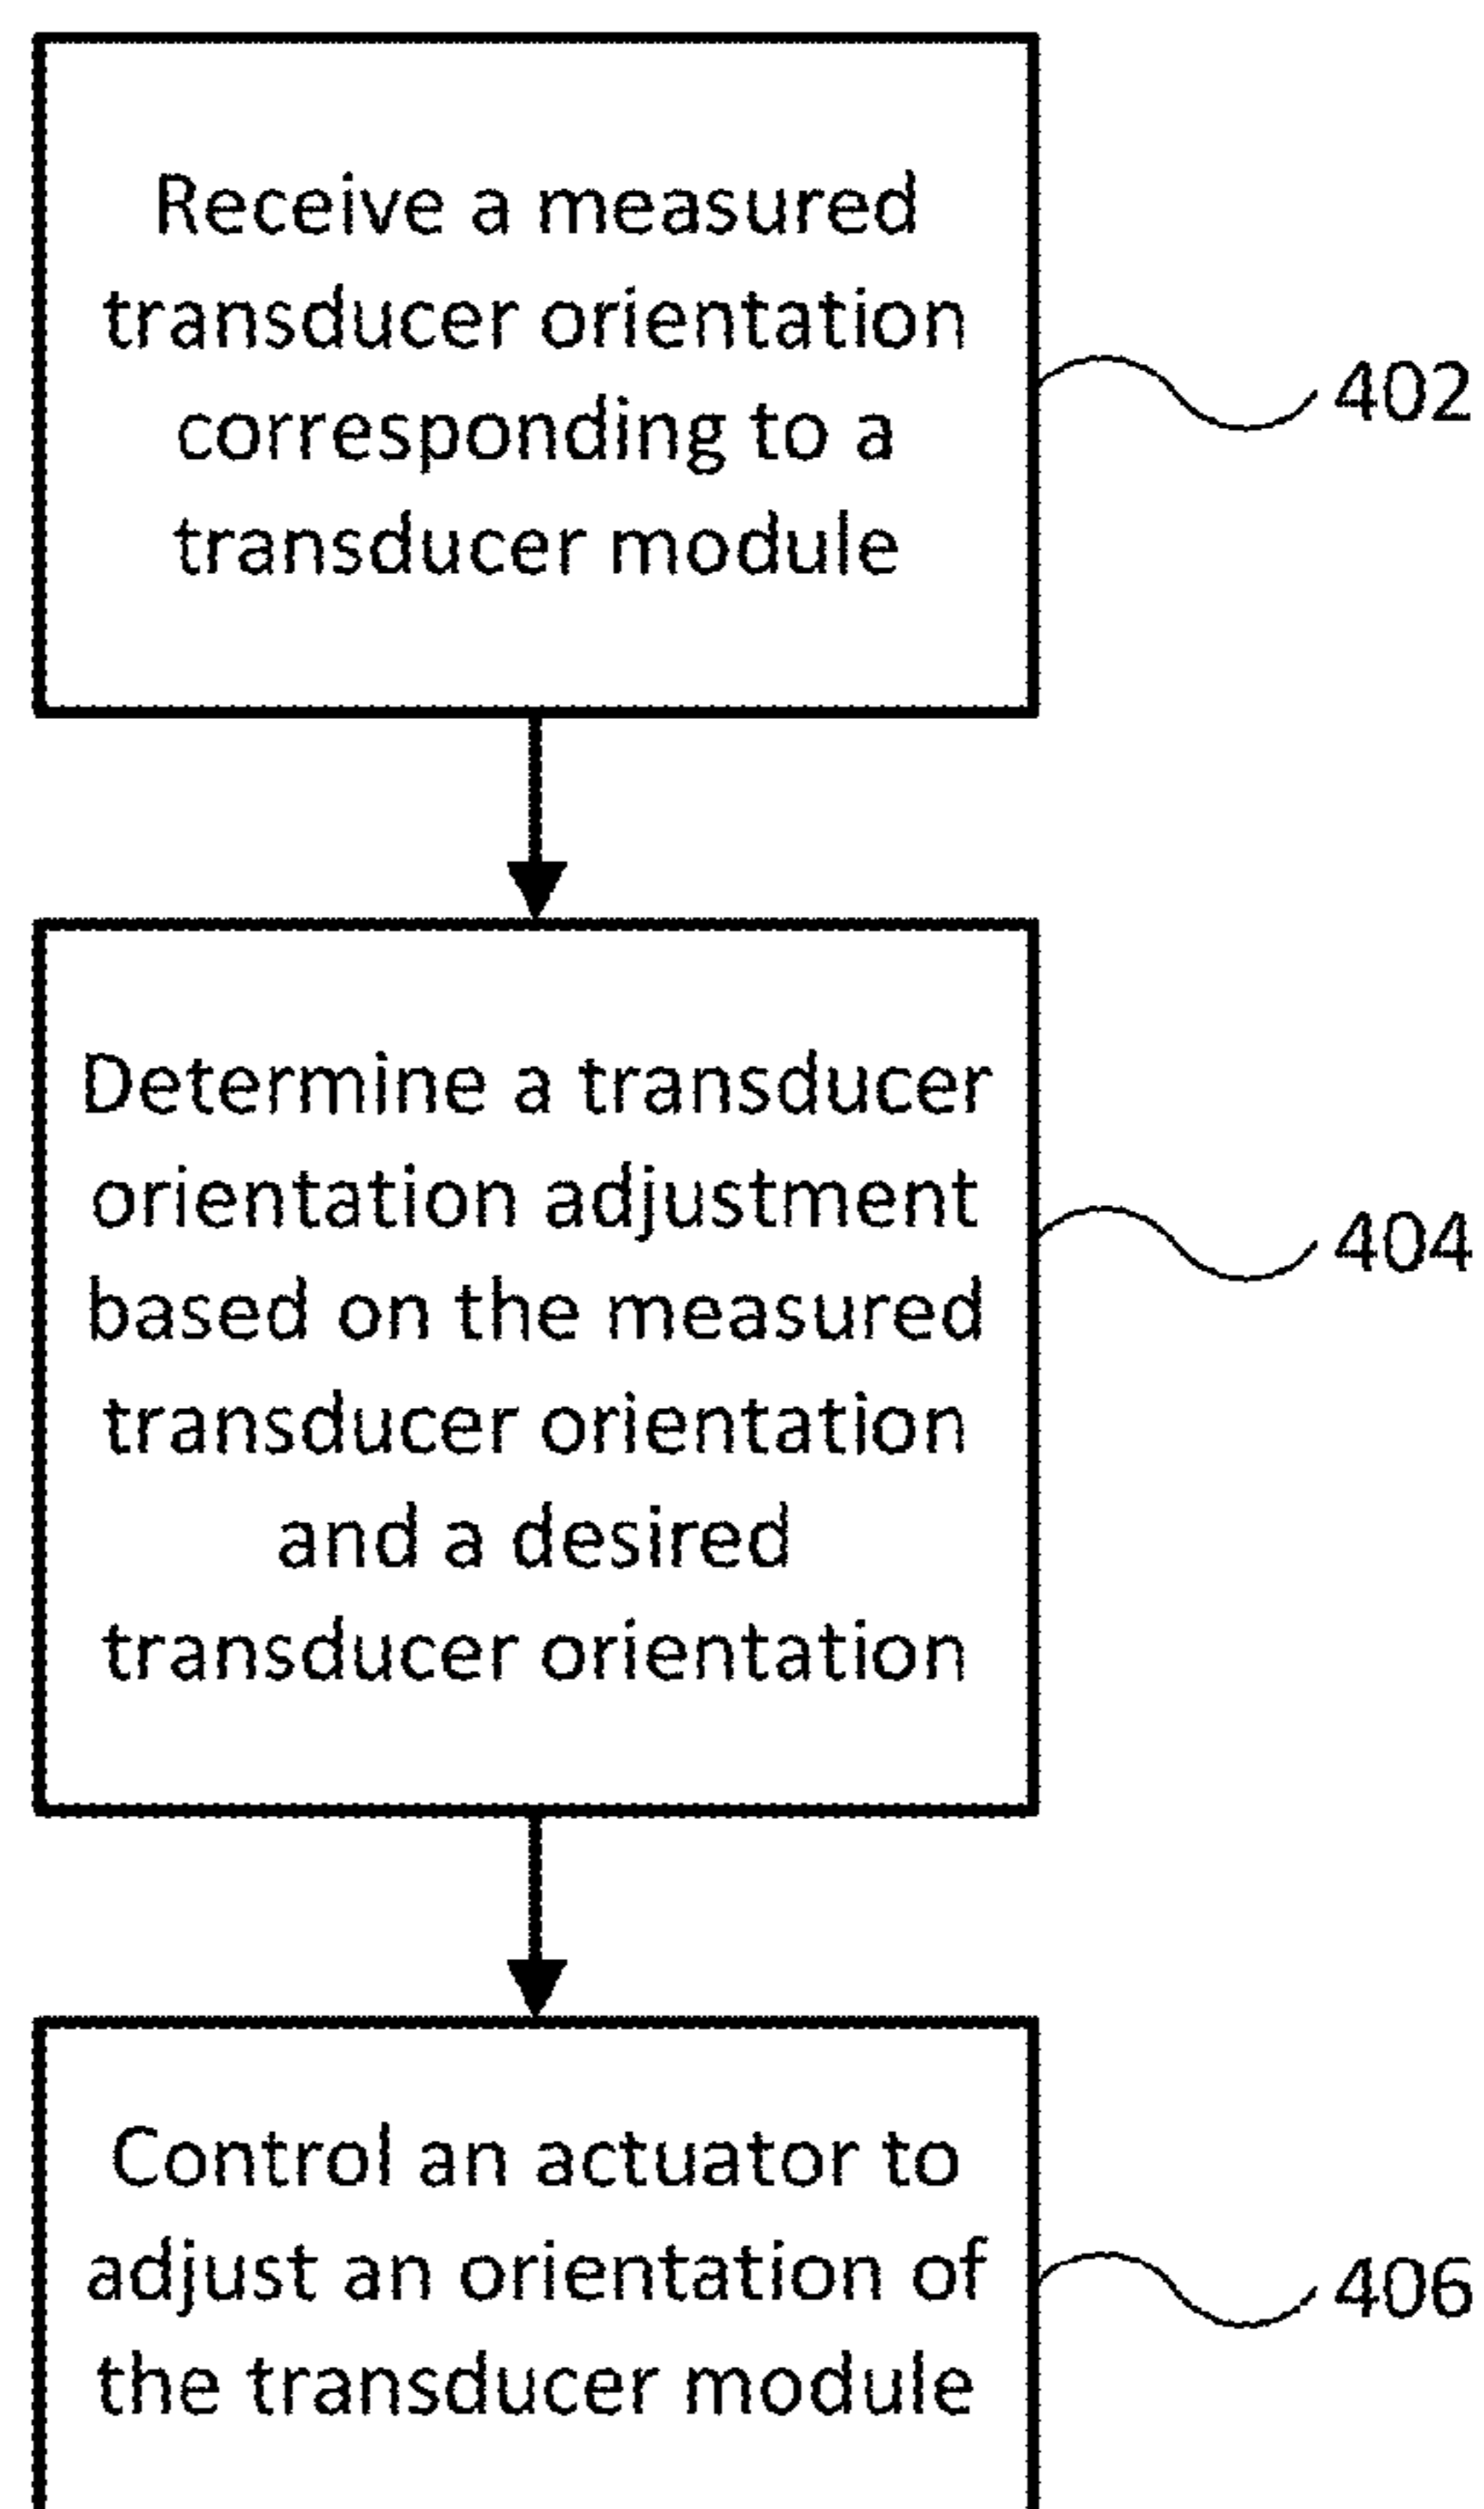 Receive a measured
transducer orientation
corresponding to a
transducer module
402
Determine a transducer
orientation adjustment
based on the measured
transducer orientation
and a desired
transducer orientation
404
Control an actuator to
adjust an orientation of
the transducer module
406